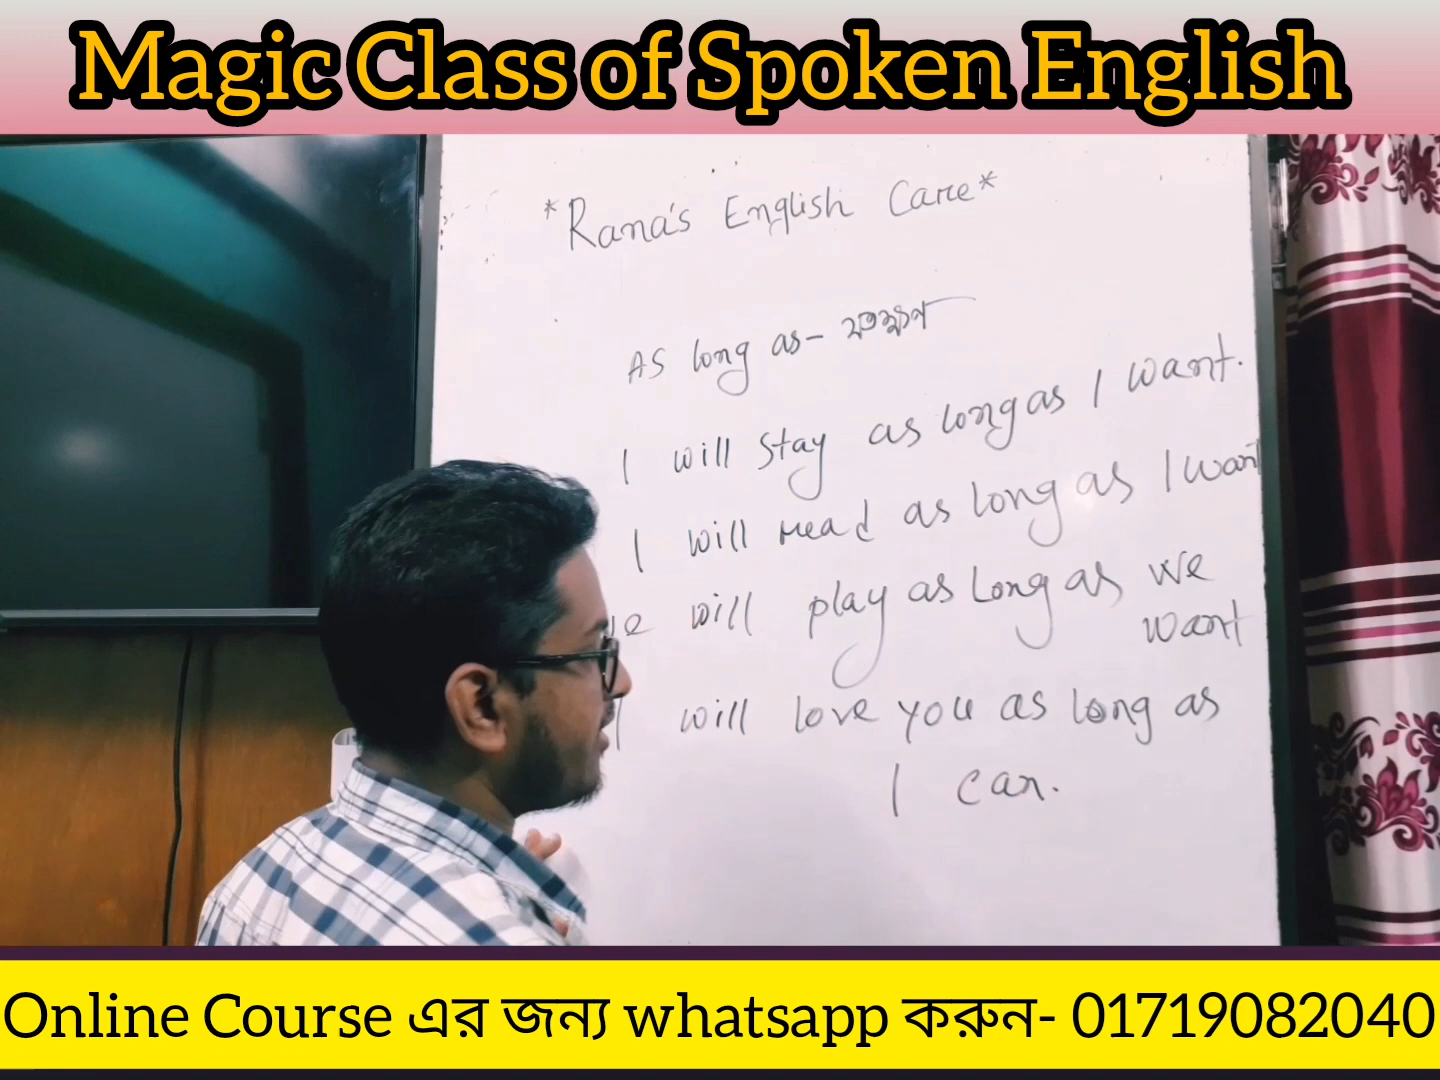 Magic Class of Spoken English
*Rana's English Care*
As long as- যতক্ষণ
I will stay as long as I want.
I will read as long as I want
we will play as Long as we
want
I will love you as long as
I can.
Online Course এর জন্য whatsapp করুন- 01719082040